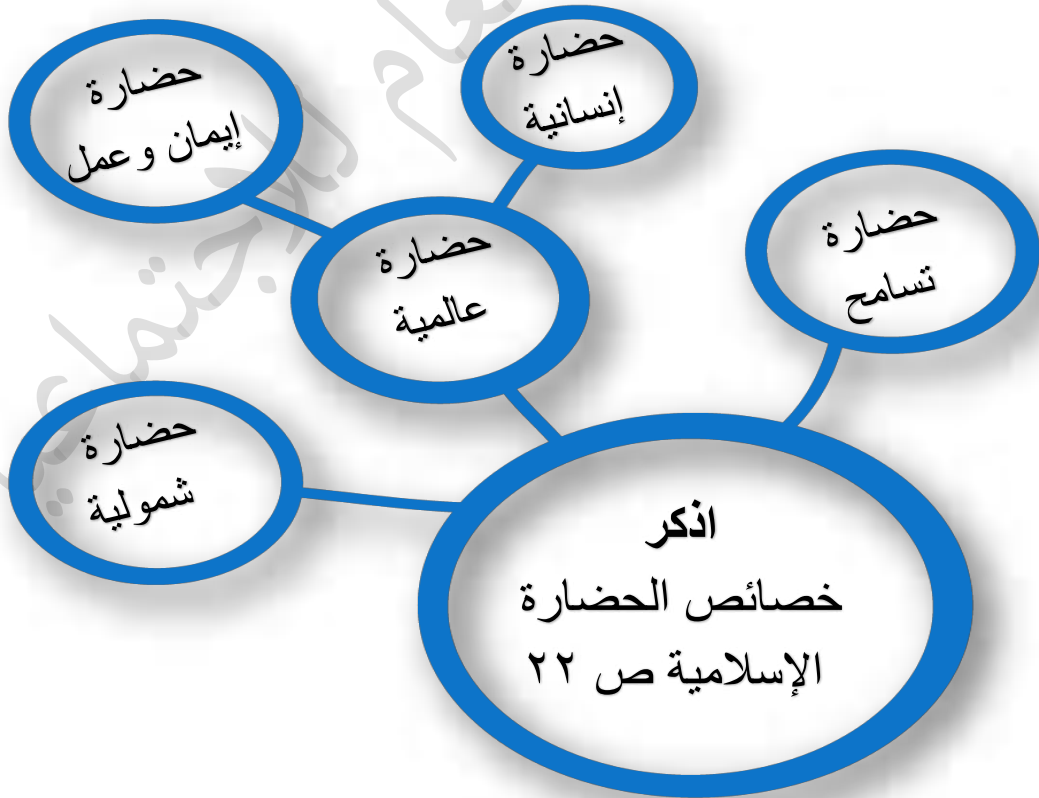 حضارة
إنسانية
حضارة
إيمان وعمل
حضارة
تسامح
حضارة
عالمية
حضارة
شمولية
اذكر
خصائص الحضارة
الإسلامية ص ٢٢